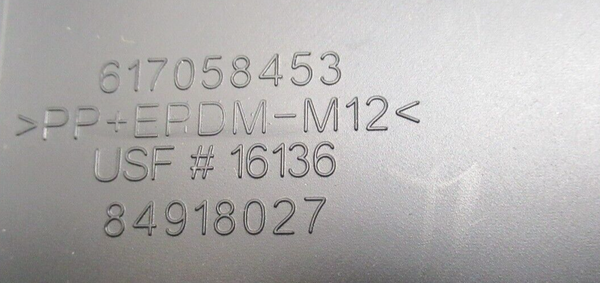 617058453
>PP+EPDM-M12<
USF # 16136
84918027